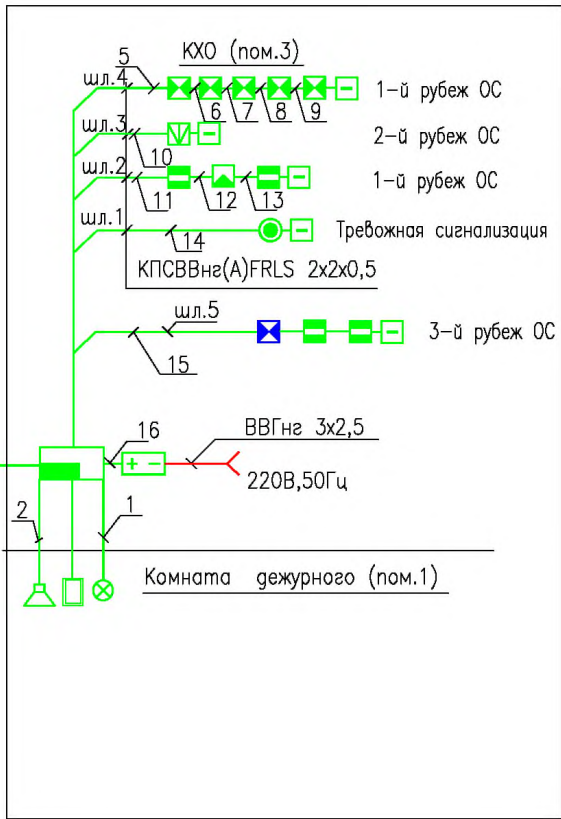 КХО (пом.3)
5
шл.4
1-й рубеж ОС
6 7 8 9
шл.3
2-й рубеж ОС
10
шл.2
1-й рубеж ОС
11 12 13
шл.1
Тревожная сигнализация
14
КПСВВнг(А)FRLS 2x2x0,5
шл.5
3-й рубеж ОС
15
16
ВВГнг 3x2,5
+ -
220В,50Гц
2 1
Комната дежурного (пом.1)